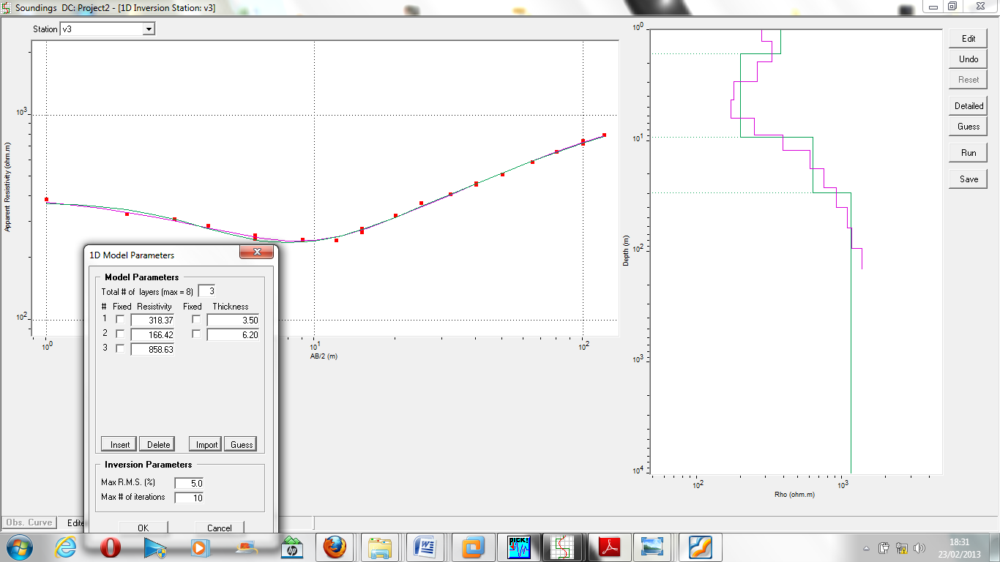 Soundings DC: Project2 - [1D Inversion Station: v3]
Station v3
10^3
10^2
Apparent Resistivity (ohm.m)
10^0 10^1 10^2
AB/2 (m)
10^0
10^1
10^2
10^3
10^4
Depth (m)
10^2 10^3
Rho (ohm.m)
Edit
Undo
Reset
Detailed
Guess
Run
Save
1D Model Parameters
Model Parameters
Total # of layers (max = 8) 3
# Fixed Resistivity Fixed Thickness
1 318.37 3.50
2 166.42 6.20
3 858.63
Insert Delete Import Guess
Inversion Parameters
Max R.M.S. (%) 5.0
Max # of iterations 10
OK Cancel
Obs. Curve Edite
hp
W
PICK!
18:31
23/02/2013